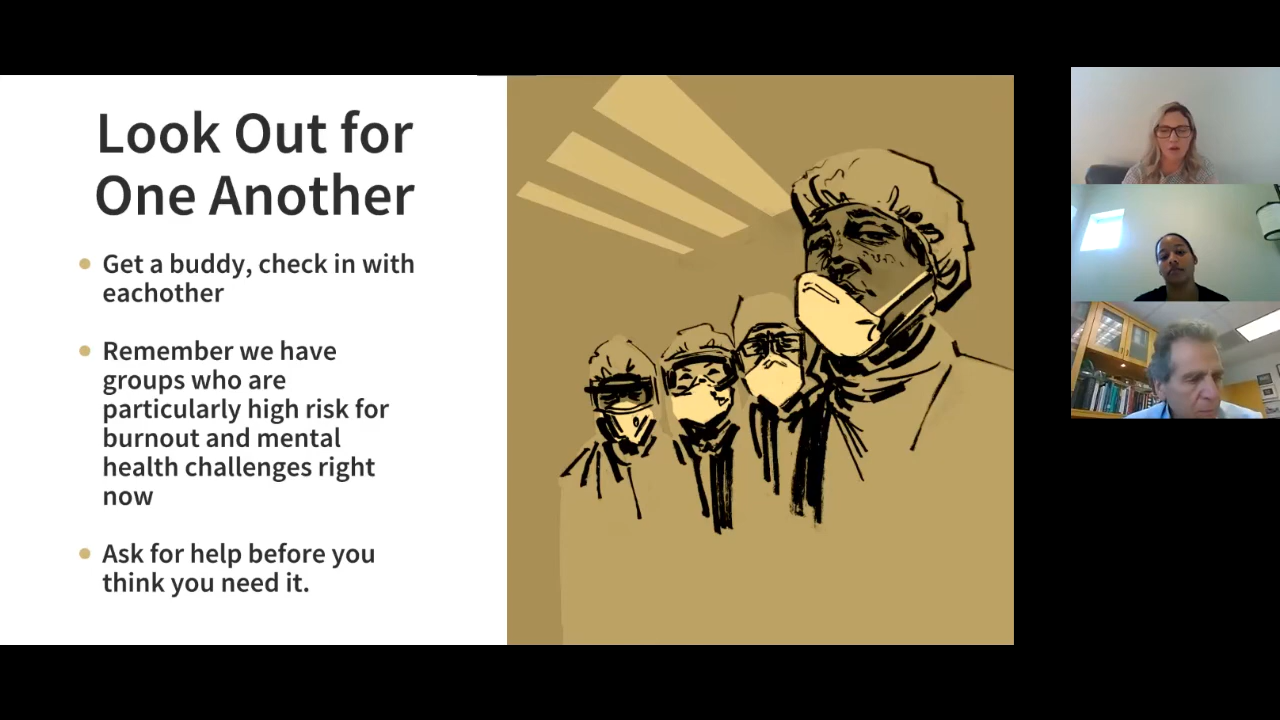 Look Out for
One Another
Get a buddy, check in with
eachother
Remember we have
groups who are
particularly high risk for
burnout and mental
health challenges right
now
Ask for help before you
think you need it.